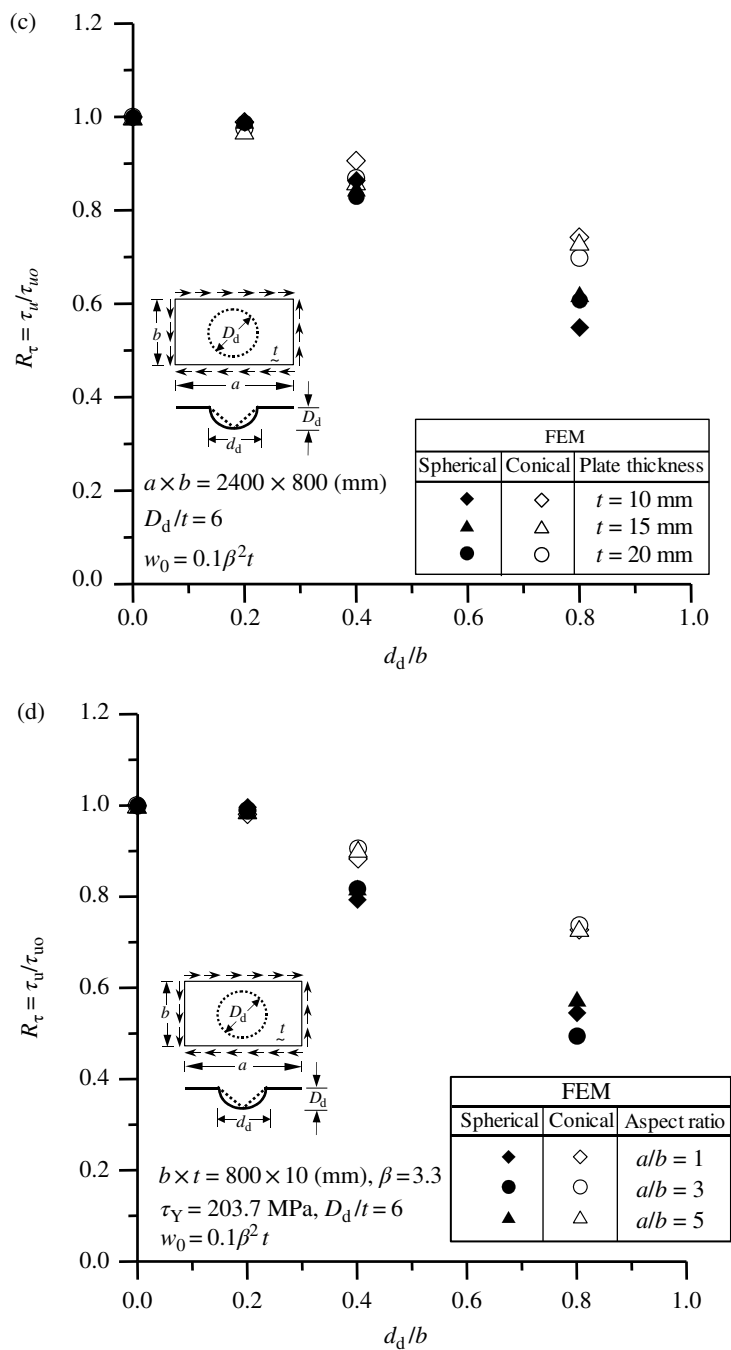 (c)
1.2
1.0
0.8
0.6
0.4
0.2
0.0
R_τ = τ_u/τ_uo
b
D_d
t
a
D_d
d_d
a × b = 2400 × 800 (mm)
D_d/t = 6
w_0 = 0.1β²t
FEM
Spherical Conical Plate thickness
t = 10 mm
t = 15 mm
t = 20 mm
0.0 0.2 0.4 0.6 0.8 1.0
d_d/b
(d)
1.2
1.0
0.8
0.6
0.4
0.2
0.0
R_τ = τ_u/τ_uo
b
D_d
t
a
D_d
d_d
b × t = 800 × 10 (mm), β = 3.3
τ_Y = 203.7 MPa, D_d/t = 6
w_0 = 0.1β²t
FEM
Spherical Conical Aspect ratio
a/b = 1
a/b = 3
a/b = 5
0.0 0.2 0.4 0.6 0.8 1.0
d_d/b